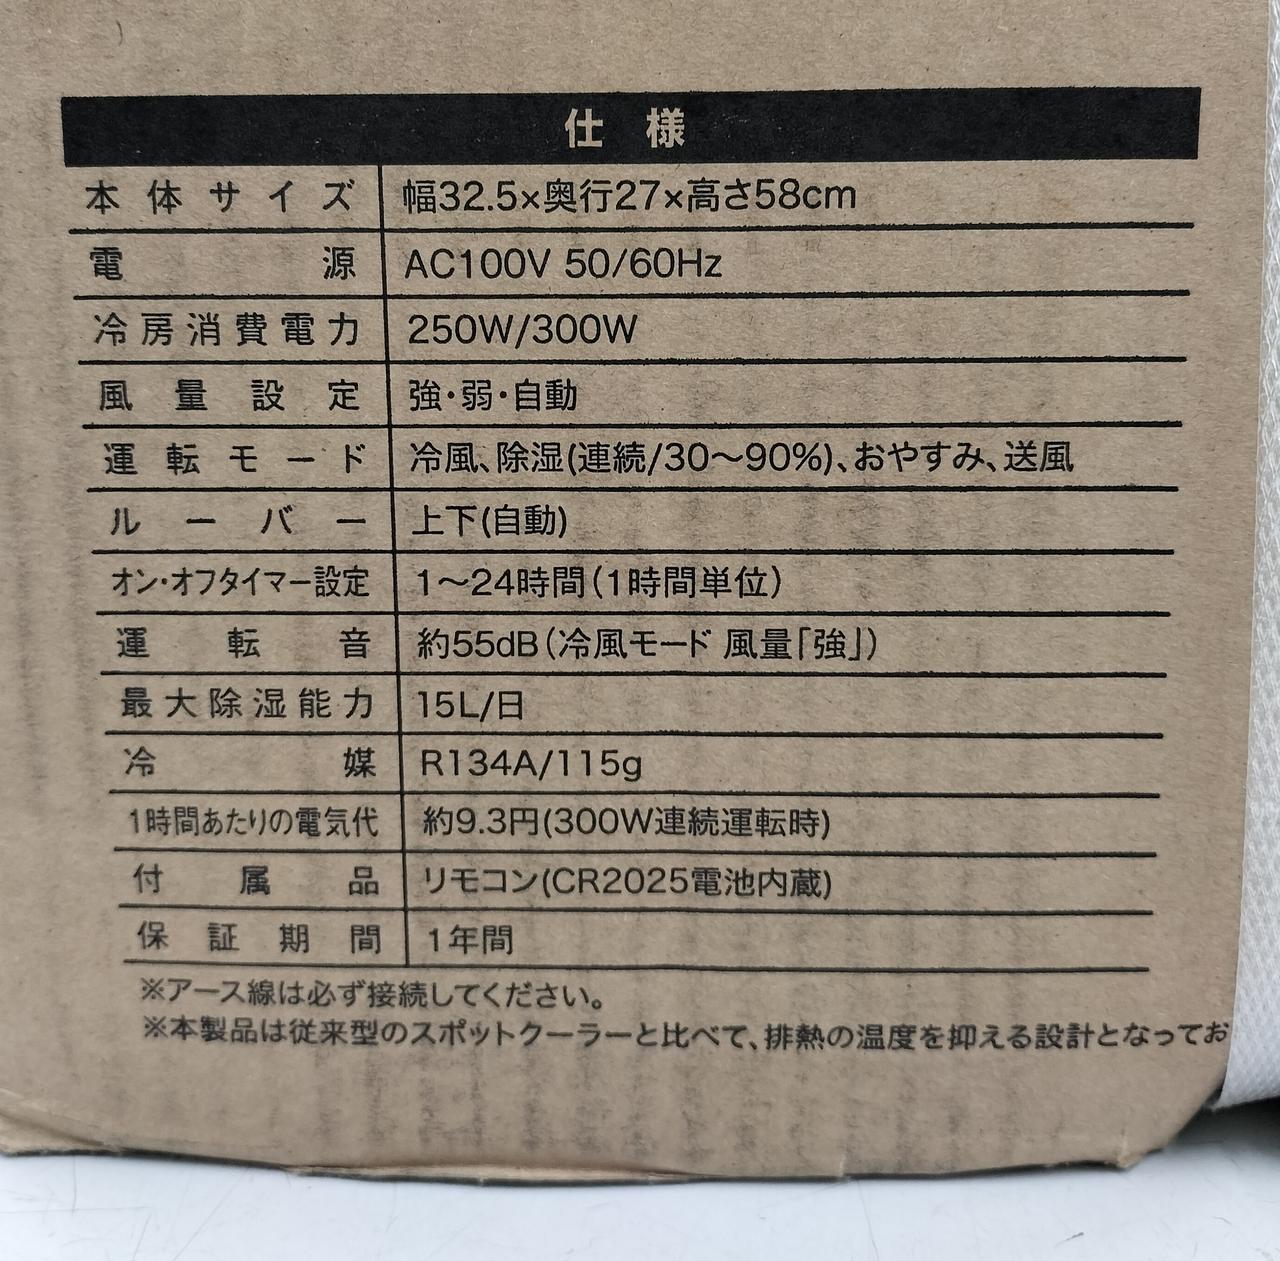 仕様
本体サイズ 幅32.5×奥行27×高さ58cm
電源 AC100V 50/60Hz
冷房消費電力 250W/300W
風量設定 強・弱・自動
運転モード 冷風、除湿(連続/30～90%)、おやすみ、送風
ルーバー 上下(自動)
オン・オフタイマー設定 1～24時間(1時間単位)
運転音 約55dB(冷風モード 風量「強」)
最大除湿能力 15L/日
冷媒 R134A/115g
1時間あたりの電気代 約9.3円(300W連続運転時)
付属品 リモコン(CR2025電池内蔵)
保証期間 1年間
※アース線は必ず接続してください。
※本製品は従来型のスポットクーラーと比べて、排熱の温度を抑える設計となってお